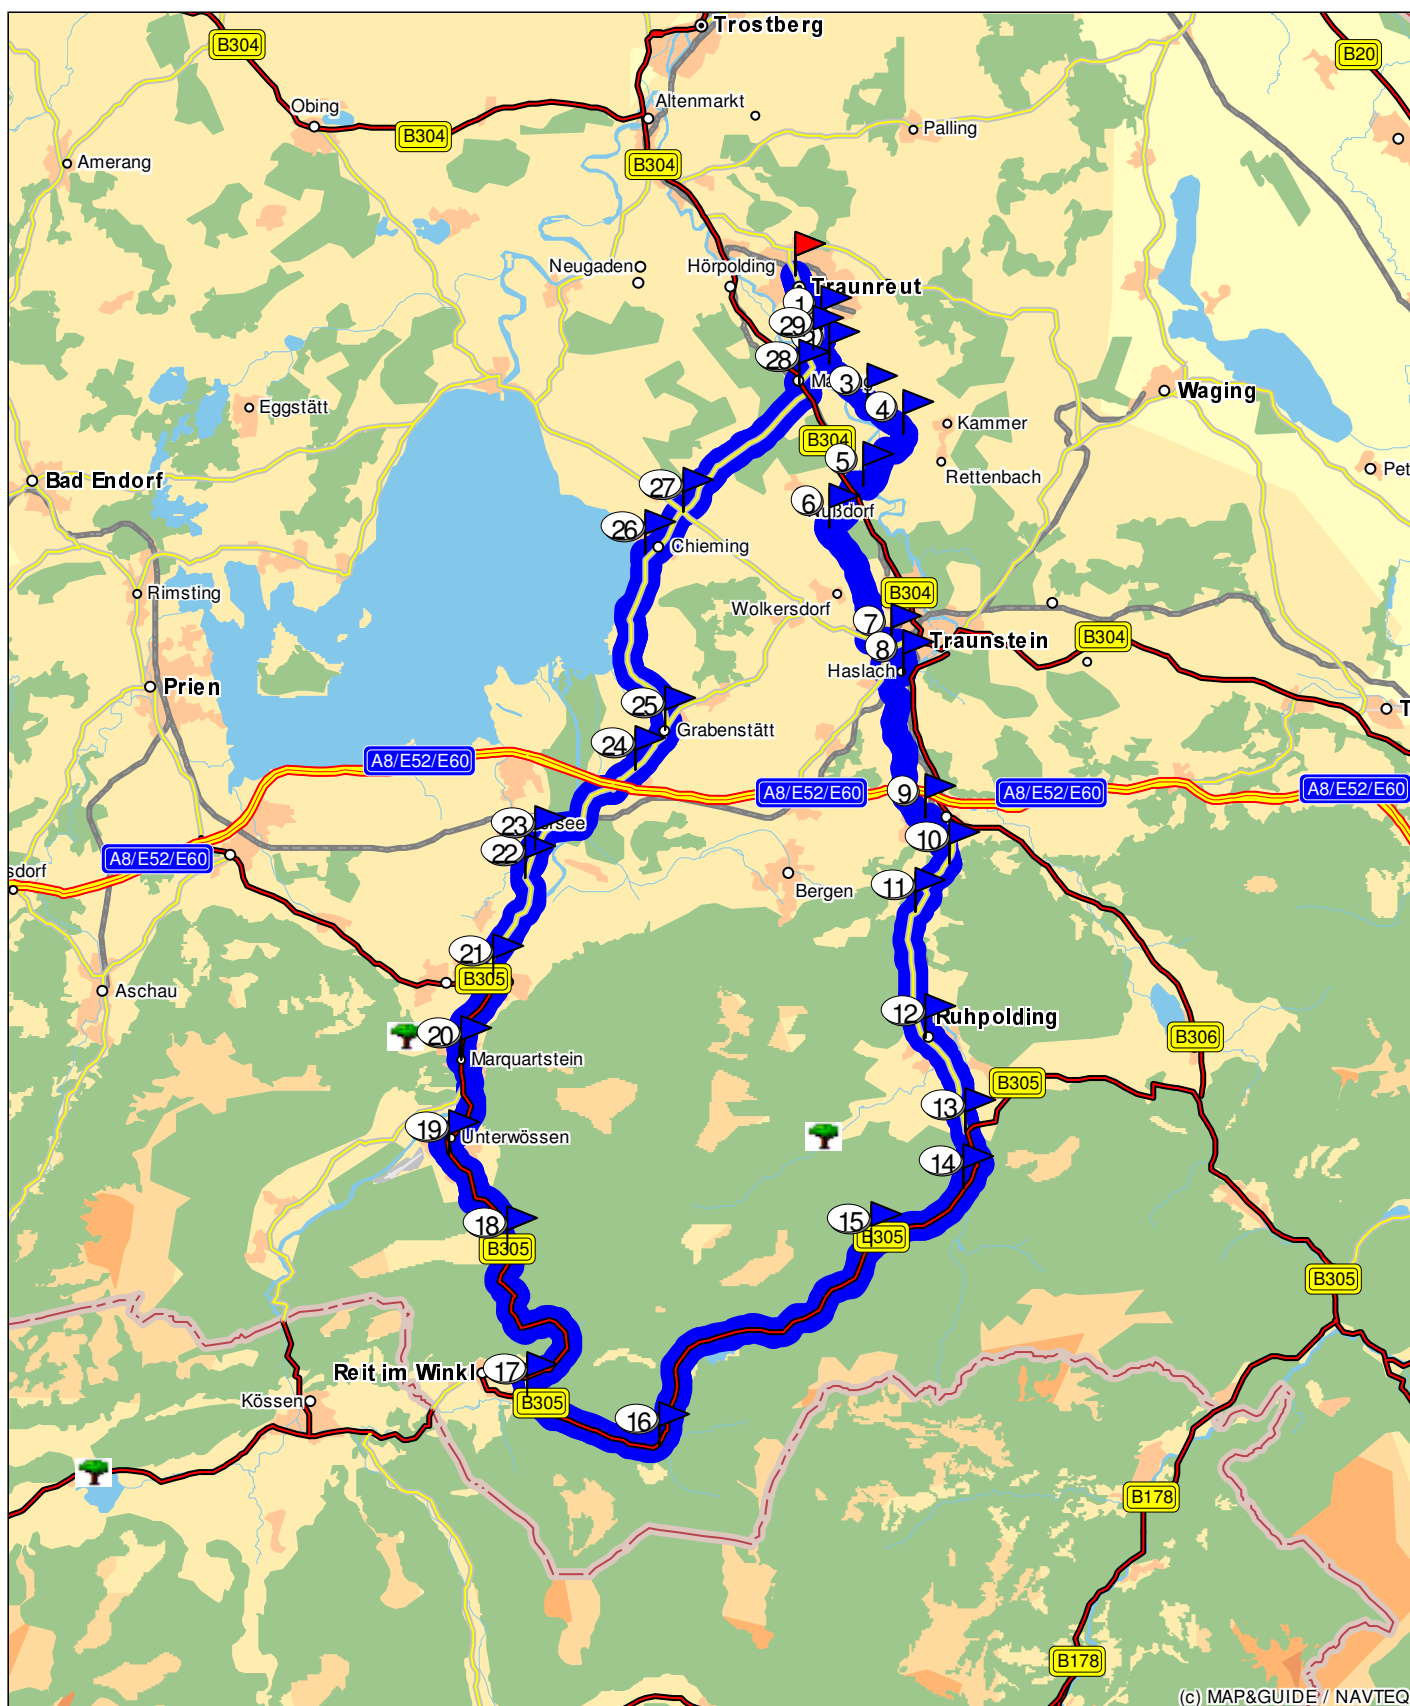 Trostberg
B304
B20
Obing
Altenmarkt
B304
Palling
Amerang
B304
Neugaden
Hörpolding
Traunreut
1
29
28
3
4
Eggstätt
Waging
Kammer
B304
5
Rettenbach
Bad Endorf
27
6
Nußdorf
26
Chieming
Rimsting
Wolkersdorf
B304
7
Traunstein
B304
8
Haslach
Prien
25
Grabenstätt
24
A8/E52/E60
A8/E52/E60
9
A8/E52/E60
A8/E52/E60
23
22
10
A8/E52/E60
sdorf
11
Bergen
21
B305
Aschau
12
Ruhpolding
20
Marquartstein
B306
B305
13
19
Unterwössen
14
15
18
B305
B305
B305
Reit im Winkl
17
Kössen
B305
16
B178
B178
(c) MAP&GUIDE / NAVTEQ